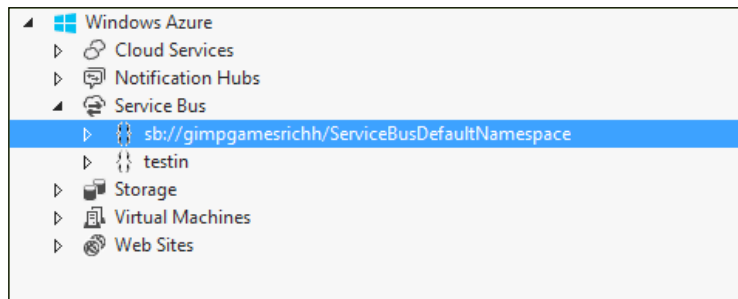 Windows Azure
Cloud Services
Notification Hubs
Service Bus
sb://gimpgamesrichh/ServiceBusDefaultNamespace
testin
Storage
Virtual Machines
Web Sites